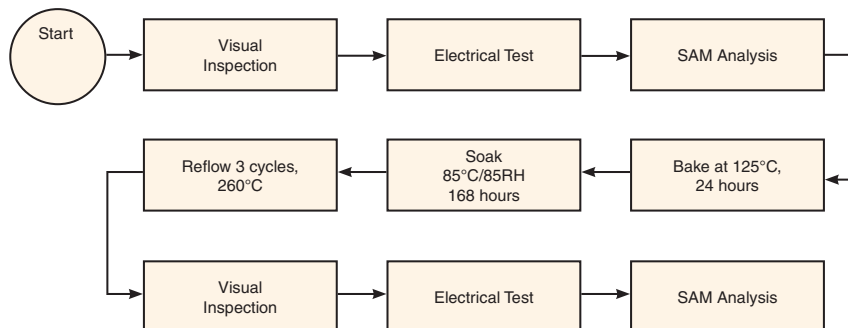 Start
Visual
Inspection
Electrical Test
SAM Analysis
Reflow 3 cycles,
260°C
Soak
85°C/85RH
168 hours
Bake at 125°C,
24 hours
Visual
Inspection
Electrical Test
SAM Analysis